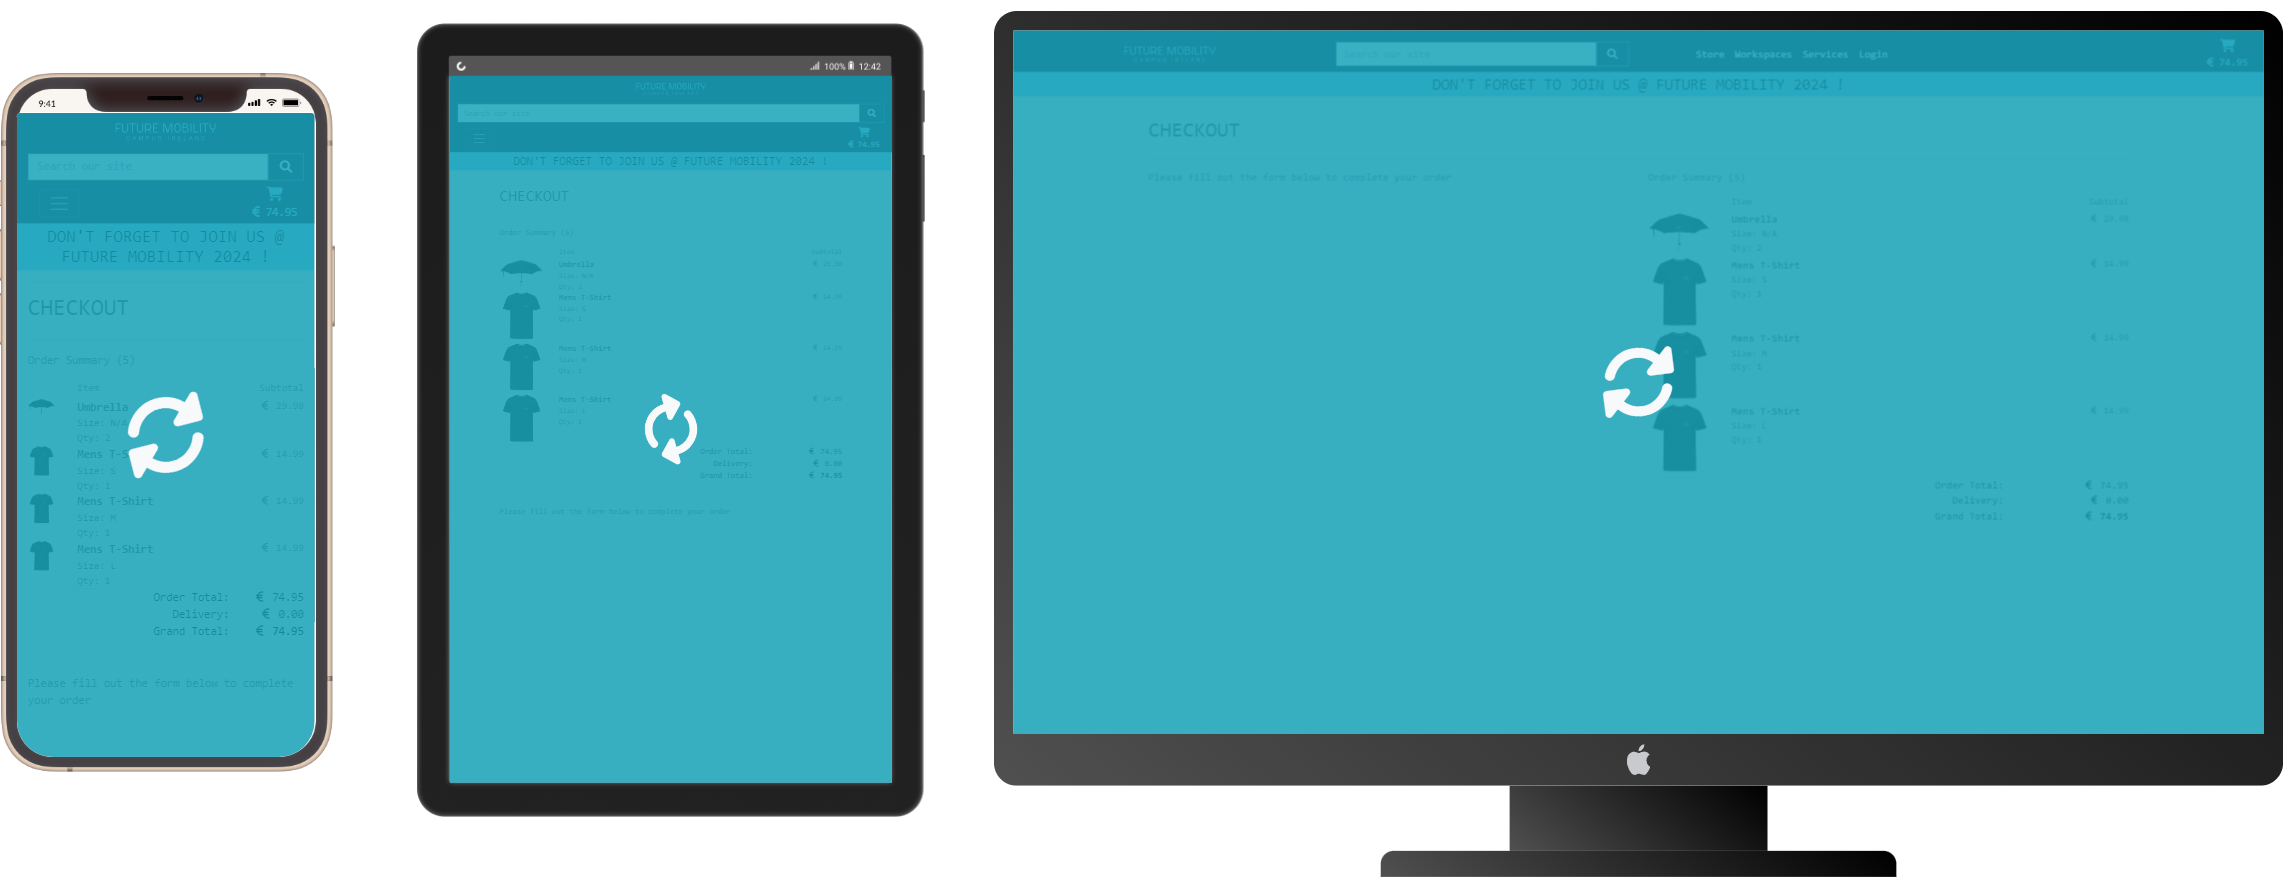 9:41
FUTURE MOBILITY
CAMPUS IRELAND
Search our site
€ 74.95
DON'T FORGET TO JOIN US @
FUTURE MOBILITY 2024 !
CHECKOUT
Order Summary (5)
Item Subtotal
Umbrella € 29.98
Size: N/A
Qty: 2
Mens T-S € 14.99
Size: S
Qty: 1
Mens T-Shirt € 14.99
Size: M
Qty: 1
Mens T-Shirt € 14.99
Size: L
Qty: 1
Order Total: € 74.95
Delivery: € 0.00
Grand Total: € 74.95
Please fill out the form below to complete
your order
100% 12:42
FUTURE MOBILITY
CAMPUS IRELAND
Search our site
€ 74.95
DON'T FORGET TO JOIN US @ FUTURE MOBILITY 2024 !
CHECKOUT
Order Summary (5)
Item Subtotal
Umbrella € 29.98
Size: N/A
Qty: 2
Mens T-Shirt € 14.99
Size: S
Qty: 1
Mens T-Shirt € 14.99
Size: M
Qty: 1
Mens T-Shirt € 14.99
Size: L
Qty: 1
Order Total: € 74.95
Delivery: € 0.00
Grand Total: € 74.95
Please fill out the form below to complete your order
FUTURE MOBILITY
CAMPUS IRELAND
Search our site
Store Workspaces Services Login
€ 74.95
DON'T FORGET TO JOIN US @ FUTURE MOBILITY 2024 !
CHECKOUT
Please fill out the form below to complete your order
Order Summary (5)
Item Subtotal
Umbrella € 29.98
Size: N/A
Qty: 2
Mens T-Shirt € 14.99
Size: S
Qty: 1
Mens T-Shirt € 14.99
Size: M
Qty: 1
Mens T-Shirt € 14.99
Size: L
Qty: 1
Order Total: € 74.95
Delivery: € 0.00
Grand Total: € 74.95